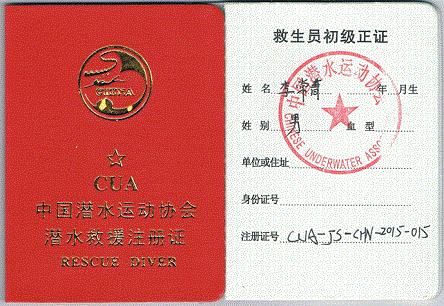 CUA
中国潜水运动协会
潜水救援注册证
RESCUE DIVER
救生员初级正证
姓 名 李 年 月生
中国潜水运动协会
CHINESE UNDERWATER ASSO
姓 别 男 血 型
单位或住址
身份证号
注册证号 CUA-JS-CHN-2015-015